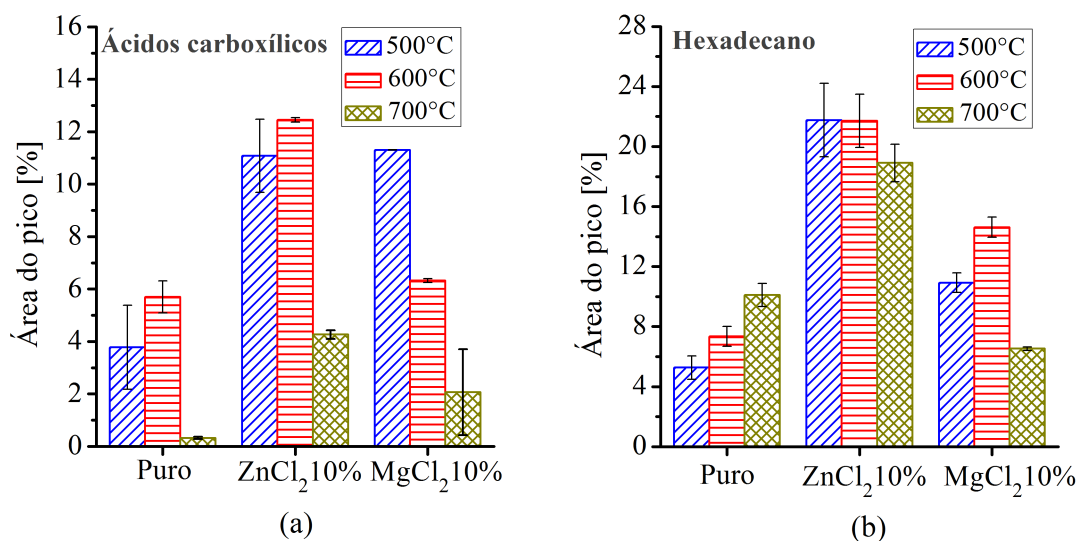 Ácidos carboxílicos
500°C
600°C
700°C
Área do pico [%]
16
14
12
10
8
6
4
2
0
Puro
ZnCl₂10%
MgCl₂10%
(a)
Hexadecano
500°C
600°C
700°C
Área do pico [%]
28
24
20
16
12
8
4
0
Puro
ZnCl₂10%
MgCl₂10%
(b)